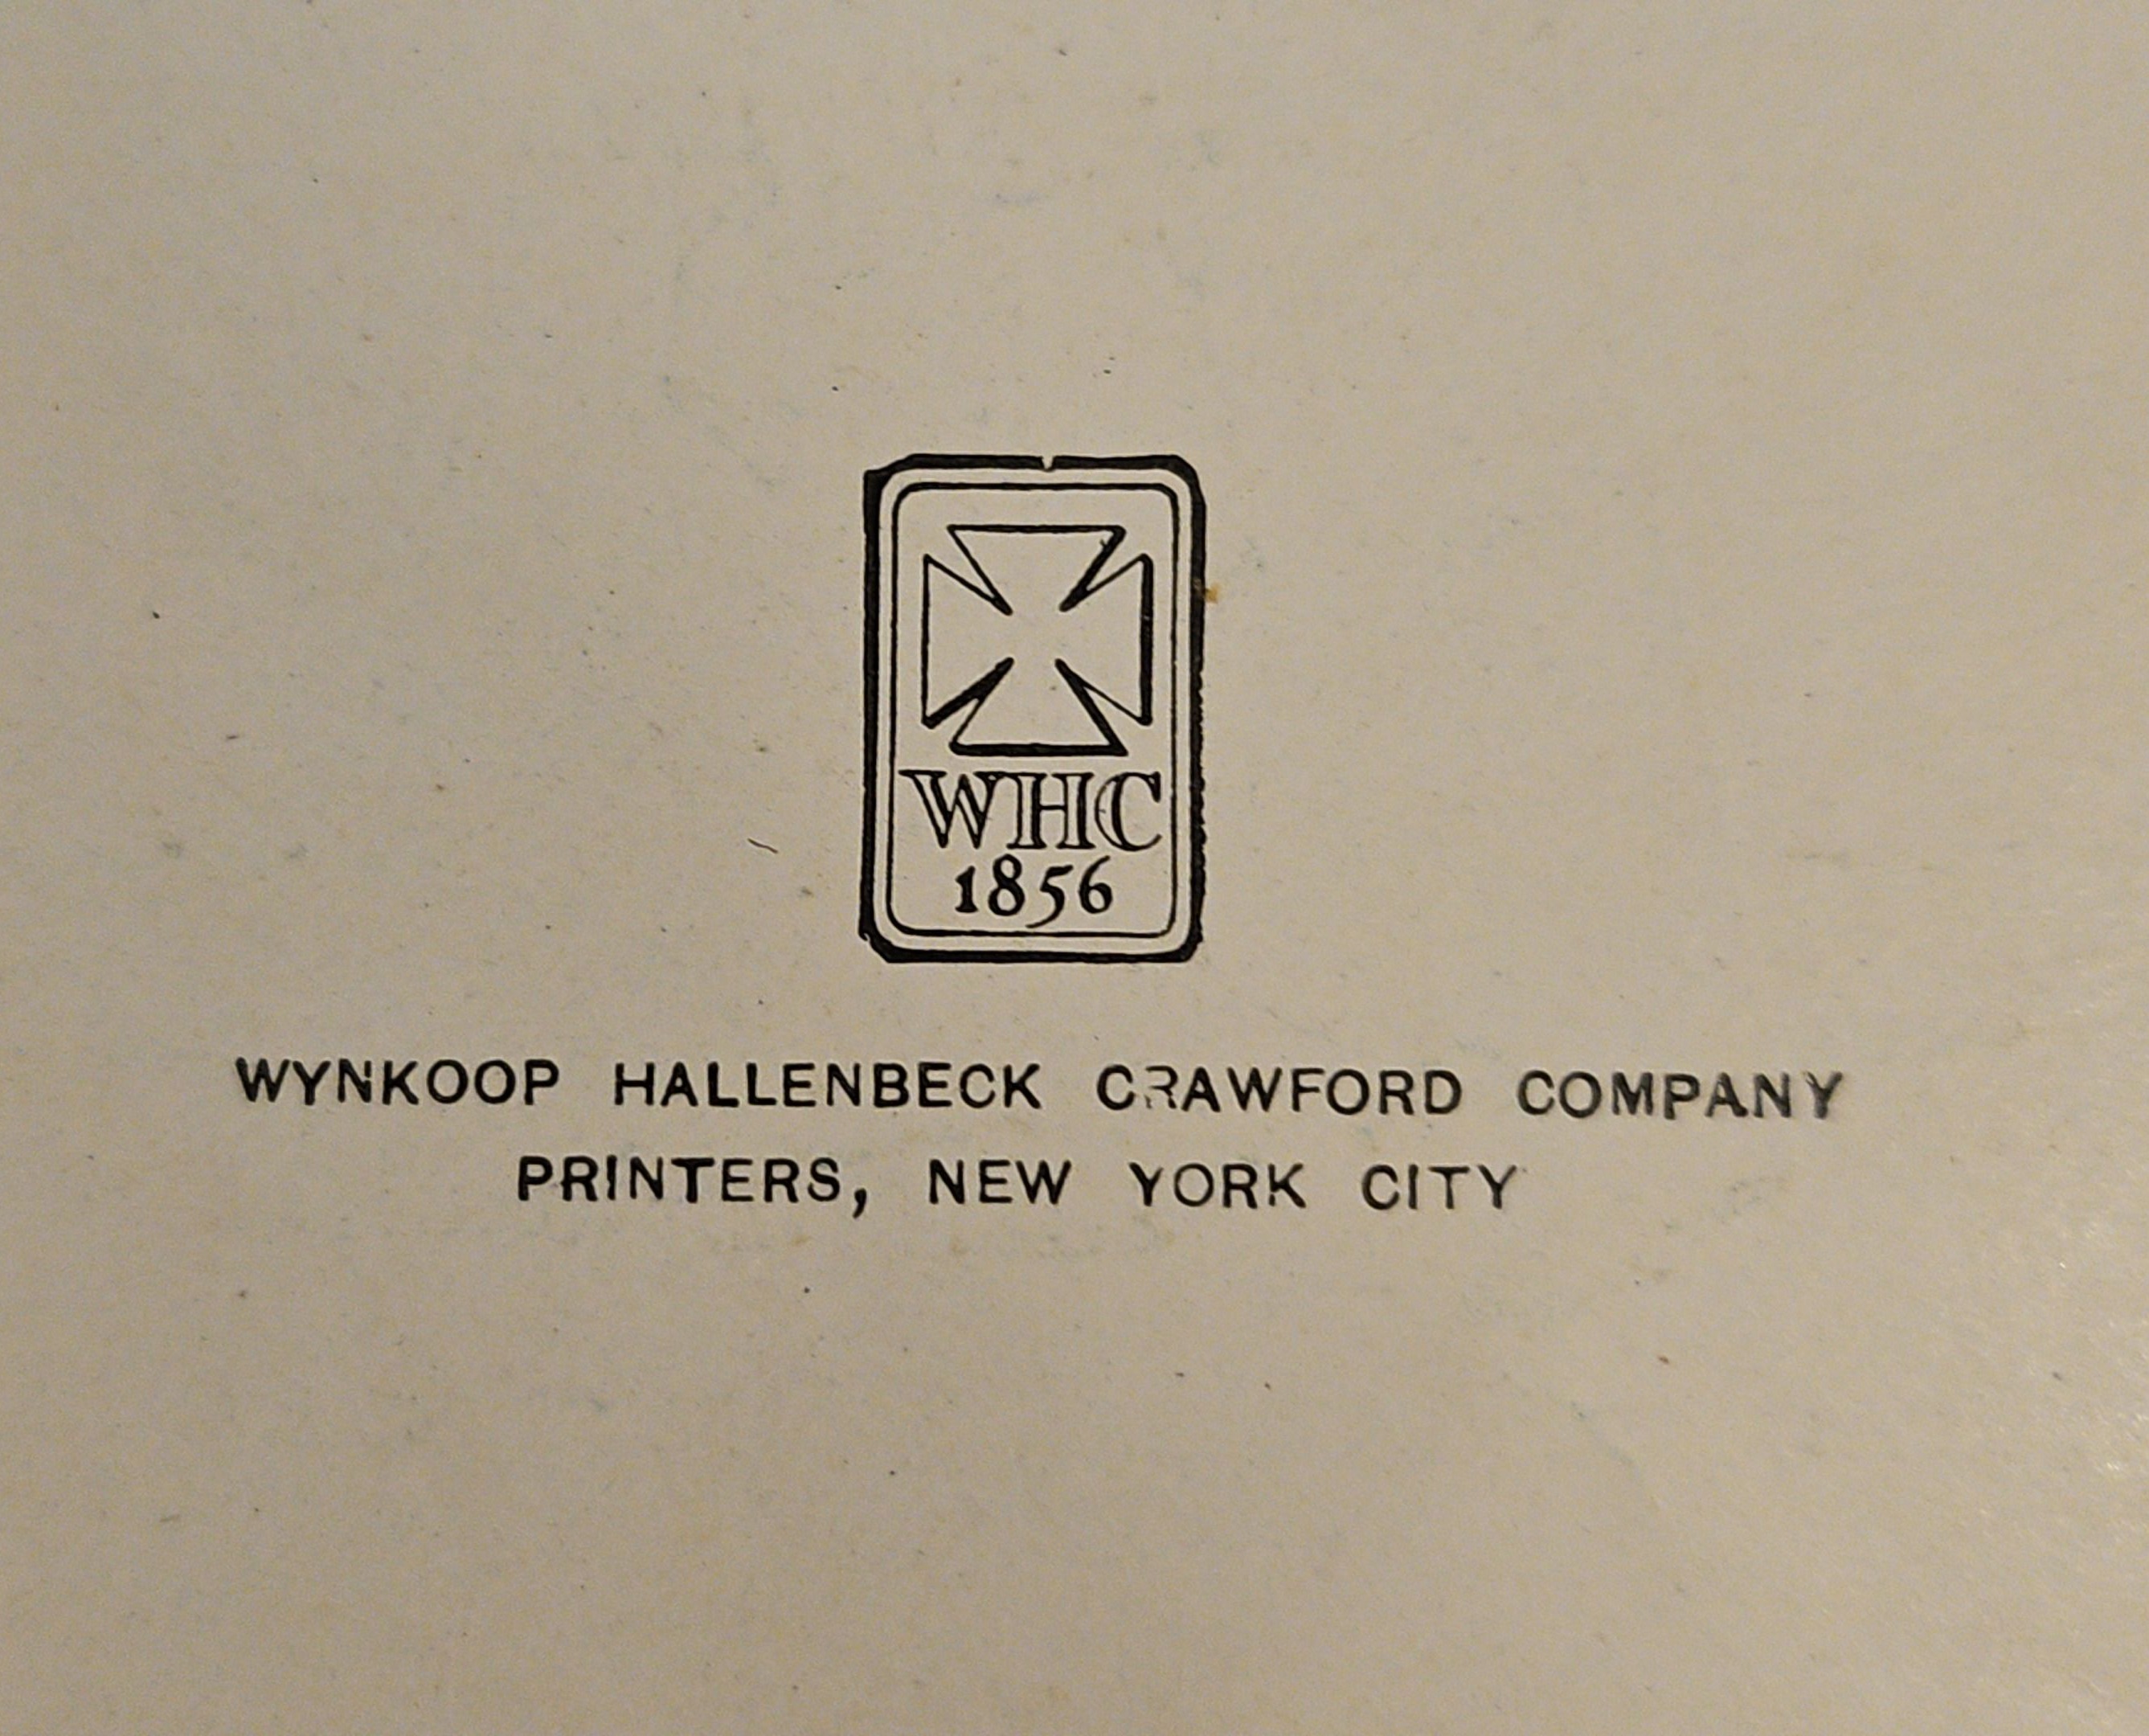 WHC
1856
WYNKOOP HALLENBECK CRAWFORD COMPANY
PRINTERS, NEW YORK CITY